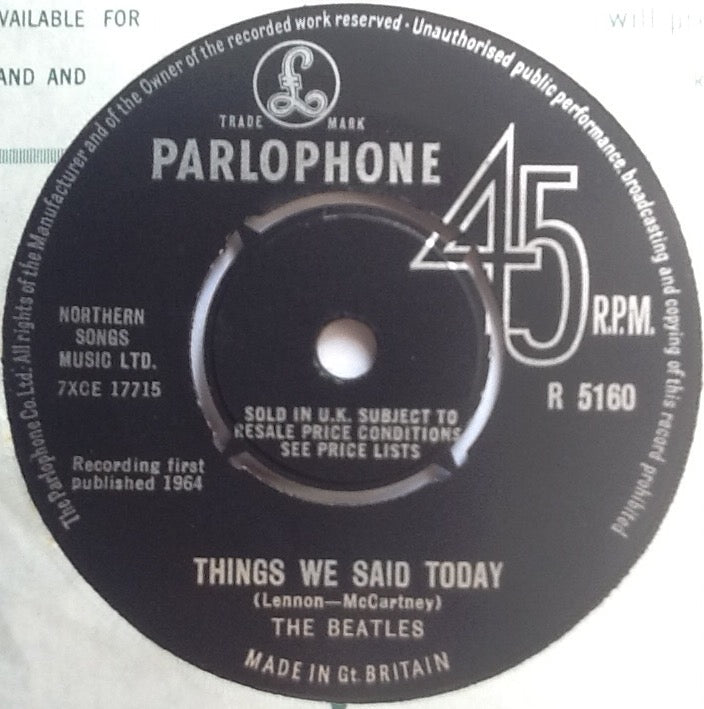 VAILABLE FOR
AND AND
The Parlophone Co. Ltd. All rights of the Manufacturer and of the Owner of the recorded work reserved · Unauthorised public performance, broadcasting and copying of this record prohibited
£
TRADE MARK
PARLOPHONE
45
R.P.M.
NORTHERN
SONGS
MUSIC LTD.
7XCE 17715
R 5160
SOLD IN U.K. SUBJECT TO
RESALE PRICE CONDITIONS
SEE PRICE LISTS
Recording first
published 1964
THINGS WE SAID TODAY
(Lennon—McCartney)
THE BEATLES
MADE IN Gt. BRITAIN
will